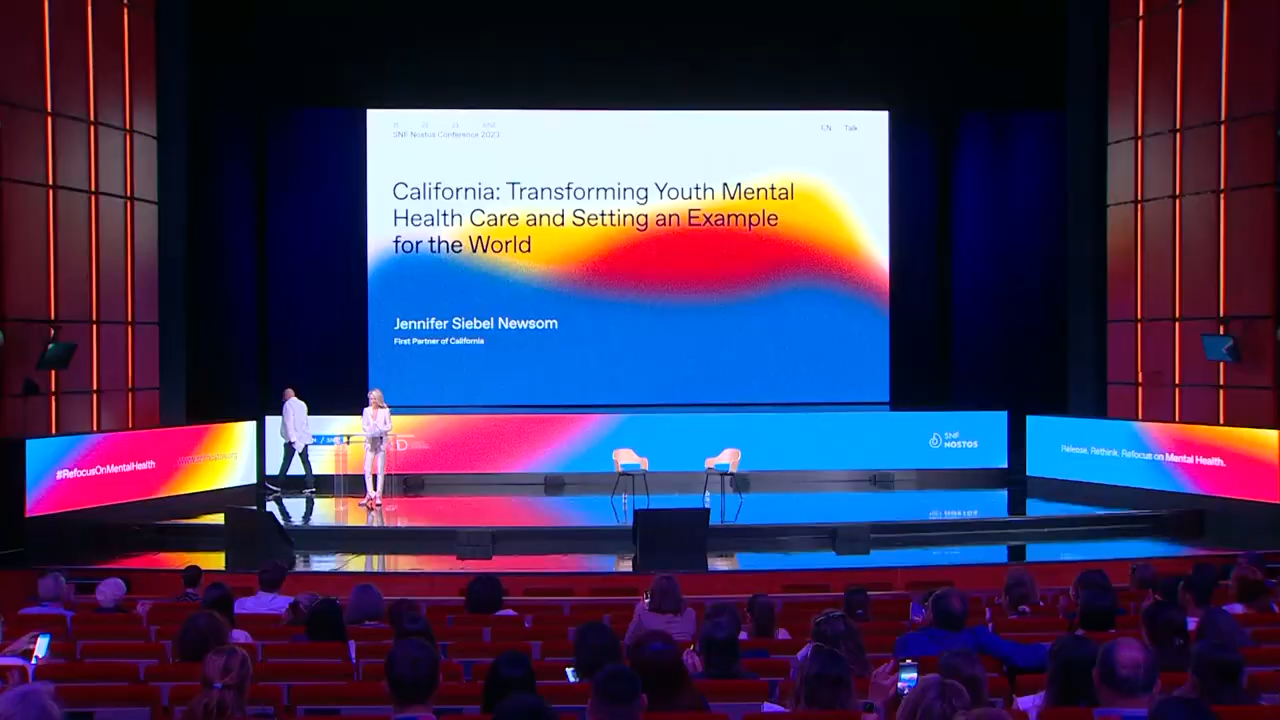 SNF Nostos Conference 2023
EN Talk
California: Transforming Youth Mental
Health Care and Setting an Example
for the World
Jennifer Siebel Newsom
First Partner of California
#RefocusOnMentalHealth
SNF
NOSTOS
Release. Rethink. Refocus on Mental Health.